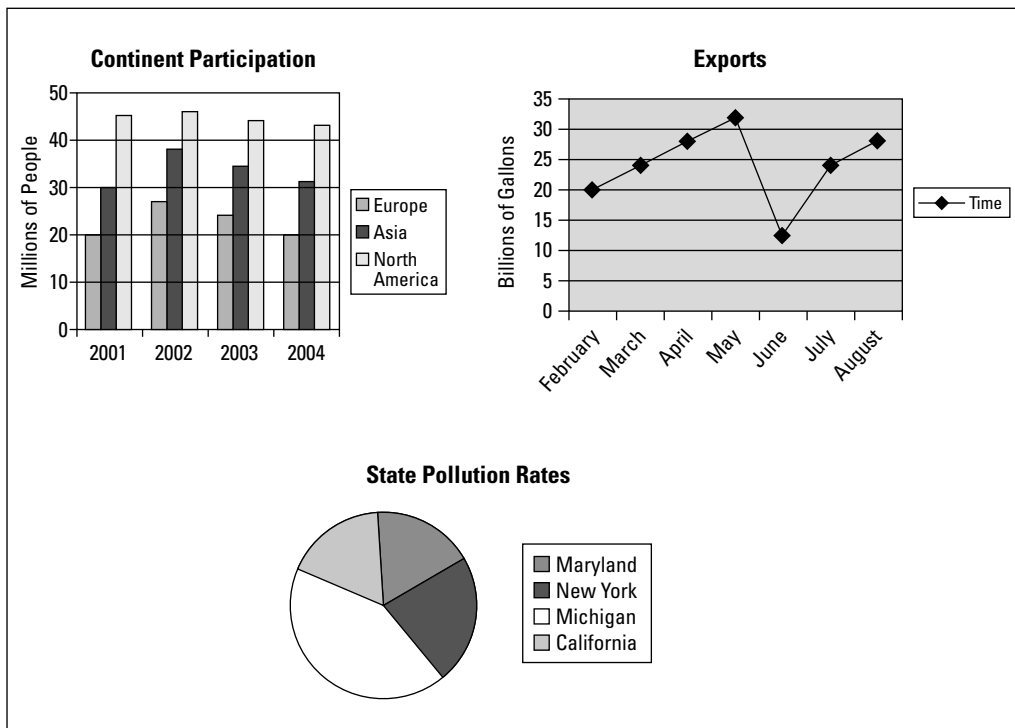 Continent Participation
Millions of People
50
40
30
20
10
0
2001 2002 2003 2004
Europe
Asia
North
America
Exports
Billions of Gallons
35
30
25
20
15
10
5
0
February
March
April
May
June
July
August
Time
State Pollution Rates
Maryland
New York
Michigan
California